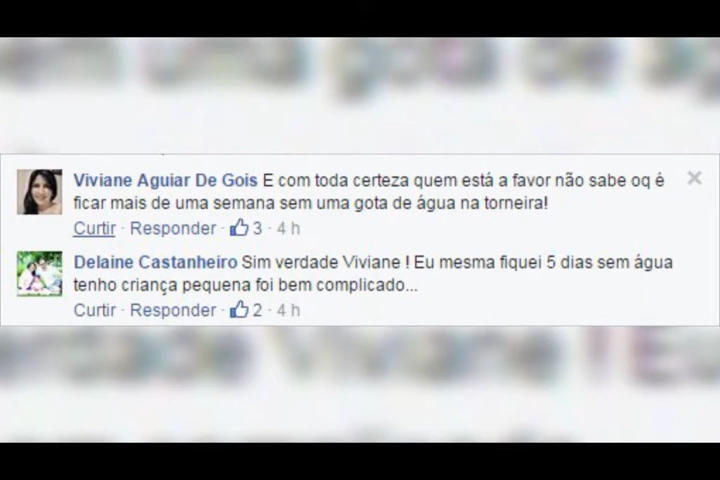 Viviane Aguiar De Gois E com toda certeza quem está a favor não sabe oq é
ficar mais de uma semana sem uma gota de água na torneira!
Curtir · Responder · 3 · 4 h
Delaine Castanheiro Sim verdade Viviane ! Eu mesma fiquei 5 dias sem água
tenho criança pequena foi bem complicado...
Curtir · Responder · 2 · 4 h